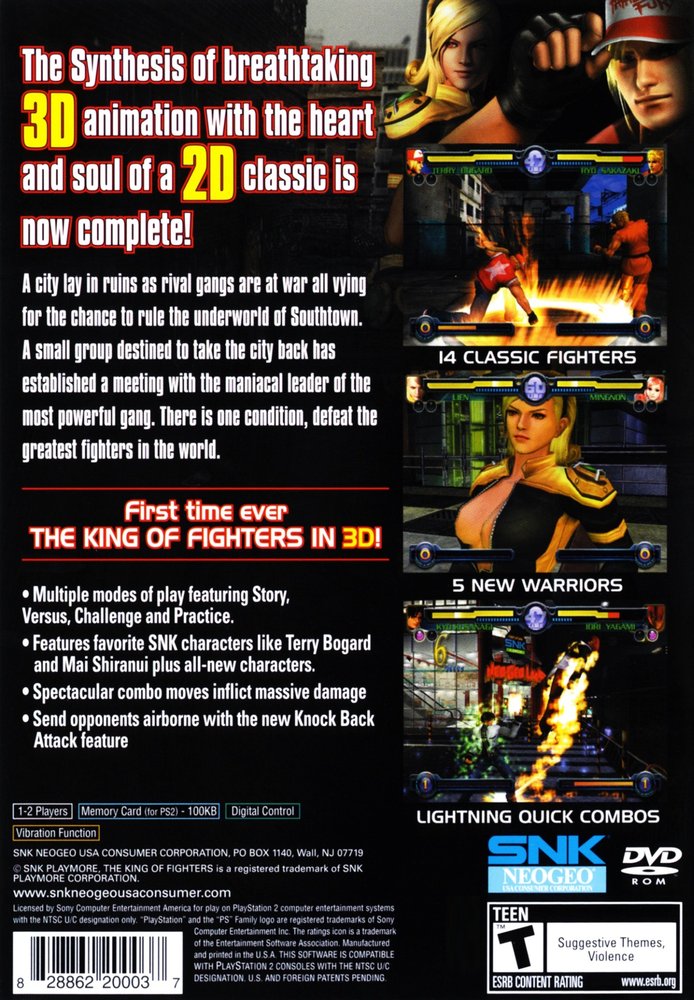 The Synthesis of breathtaking
3D animation with the heart
and soul of a 2D classic is
now complete!
A city lay in ruins as rival gangs are at war all vying
for the chance to rule the underworld of Southtown.
A small group destined to take the city back has
established a meeting with the maniacal leader of the
most powerful gang. There is one condition, defeat the
greatest fighters in the world.
First time ever
THE KING OF FIGHTERS IN 3D!
• Multiple modes of play featuring Story,
Versus, Challenge and Practice.
• Features favorite SNK characters like Terry Bogard
and Mai Shiranui plus all-new characters.
• Spectacular combo moves inflict massive damage
• Send opponents airborne with the new Knock Back
Attack feature
TERRY BOGARD
RYO SAKAZAKI
14 CLASSIC FIGHTERS
LIEN
MIGNON
60
5 NEW WARRIORS
KYO KUSANAGI
IORI YAGAMI
6
SNK
LIGHTNING QUICK COMBOS
1-2 Players
Memory Card (for PS2) - 100KB
Digital Control
Vibration Function
SNK NEOGEO USA CONSUMER CORPORATION, PO BOX 1140, Wall, NJ 07719
© SNK PLAYMORE, THE KING OF FIGHTERS is a registered trademark of SNK
PLAYMORE CORPORATION.
www.snkneogeousaconsumer.com
Licensed by Sony Computer Entertainment America for play on PlayStation 2 computer entertainment systems
with the NTSC U/C designation only. "PlayStation" and the "PS" Family logo are registered trademarks of Sony
Computer Entertainment Inc. The ratings icon is a trademark
of the Entertainment Software Association. Manufactured
and printed in the U.S.A. THIS SOFTWARE IS COMPATIBLE
WITH PLAYSTATION 2 CONSOLES WITH THE NTSC U/C
DESIGNATION. U.S. AND FOREIGN PATENTS PENDING.
8 28862 20003 7
SNK
NEOGEO
USA CONSUMER CORPORATION
DVD
ROM
TEEN
T
TM
Suggestive Themes,
Violence
ESRB CONTENT RATING
www.esrb.org